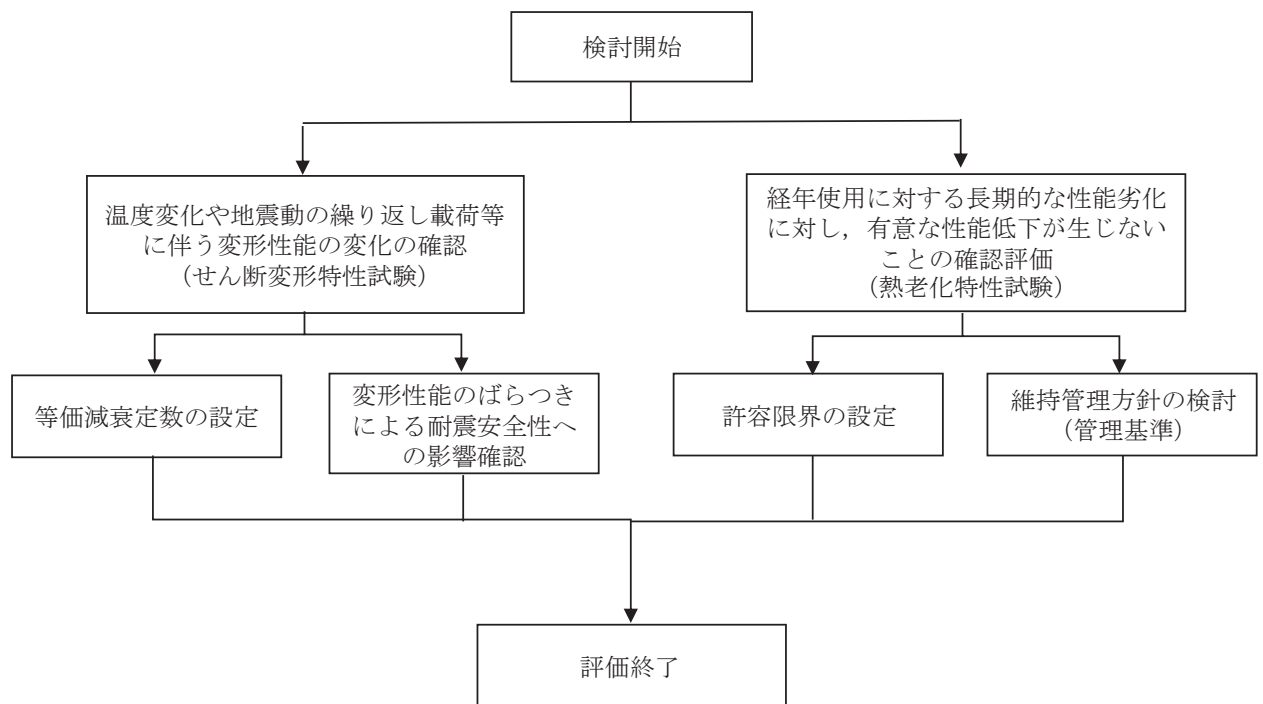 検討開始
温度変化や地震動の繰り返し載荷等
に伴う変形性能の変化の確認
（せん断変形特性試験）
経年使用に対する長期的な性能劣化
に対し，有意な性能低下が生じない
ことの確認評価
（熱老化特性試験）
等価減衰定数の設定
変形性能のばらつき
による耐震安全性へ
の影響確認
許容限界の設定
維持管理方針の検討
（管理基準）
評価終了